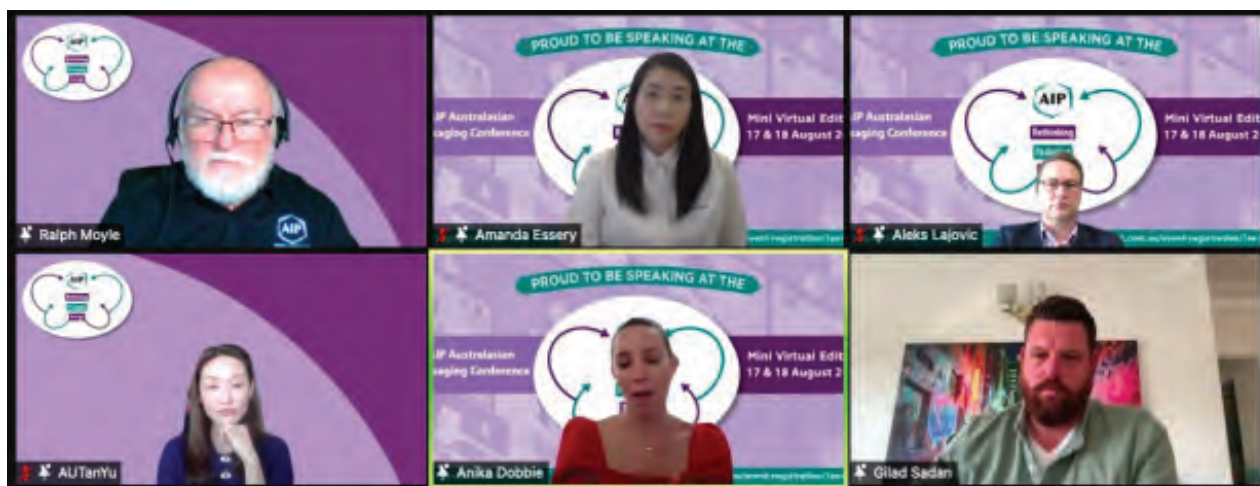 AIP
Ralph Moyle
AIP
PROUD TO BE SPEAKING AT THE
IP Australasian
aging Conference
Mini Virtual Edit
17 & 18 August 2
Amanda Essery
PROUD TO BE SPEAKING AT THE
AIP
IP Australasian
aging Conference
Rethinking
Mini Virtual Edit
17 & 18 August 2
Aleks Lajovic
AUTanYu
PROUD TO BE SPEAKING AT THE
IP Australasian
aging Conference
Mini Virtual Edit
17 & 18 August 2
Anika Dobbie
Gilad Sadan